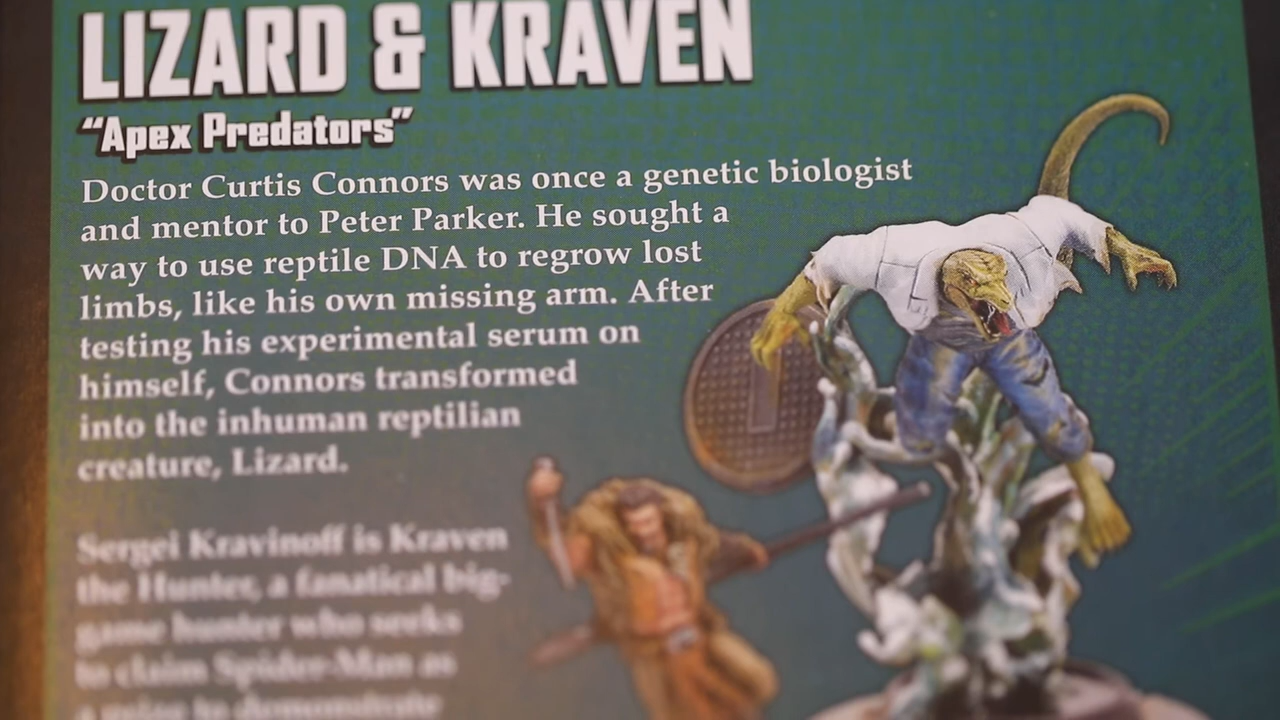 LIZARD & KRAVEN
“Apex Predators”
Doctor Curtis Connors was once a genetic biologist
and mentor to Peter Parker. He sought a
way to use reptile DNA to regrow lost
limbs, like his own missing arm. After
testing his experimental serum on
himself, Connors transformed
into the inhuman reptilian
creature, Lizard.
Sergei Kravinoff is Kraven
the Hunter, a fanatical big-
game hunter who seeks
to claim Spider-Man as
a prize to demonstrate